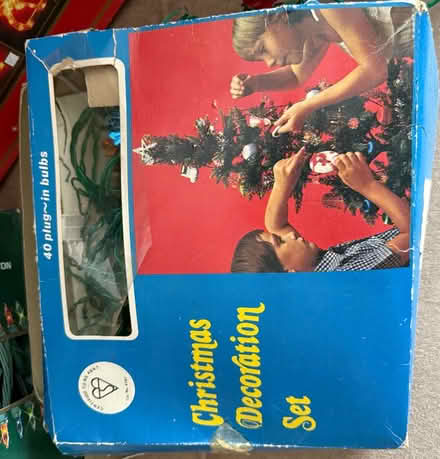 40 plug~in bulbs
Christmas
Decoration
Set